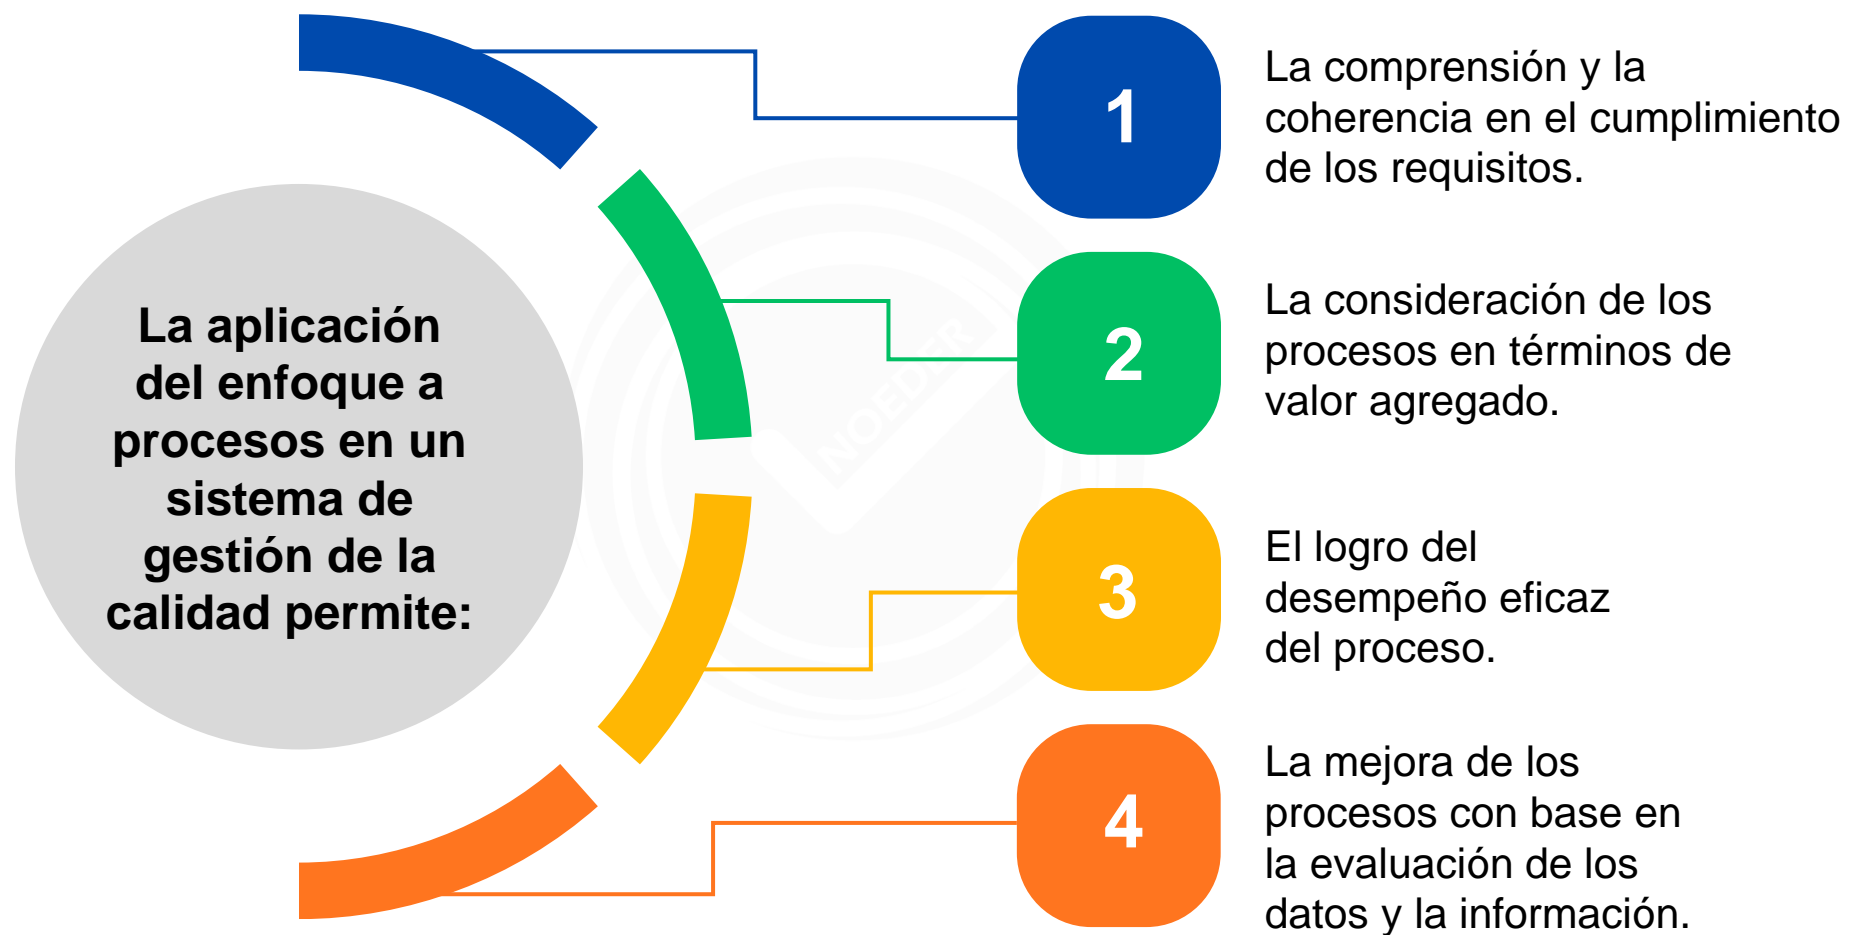 La aplicación
del enfoque a
procesos en un
sistema de
gestión de la
calidad permite:
1
La comprensión y la
coherencia en el cumplimiento
de los requisitos.
2
La consideración de los
procesos en términos de
valor agregado.
3
El logro del
desempeño eficaz
del proceso.
4
La mejora de los
procesos con base en
la evaluación de los
datos y la información.
NOEDER